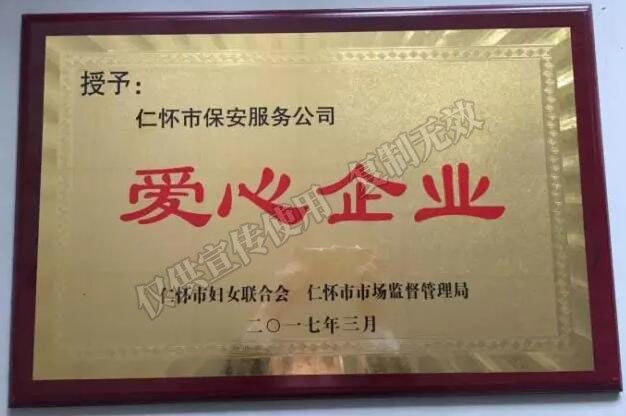 授予：
仁怀市保安服务公司
爱心企业
仁怀市妇女联合会 仁怀市市场监督管理局
二〇一七年三月
仅供宣传使用 复制无效